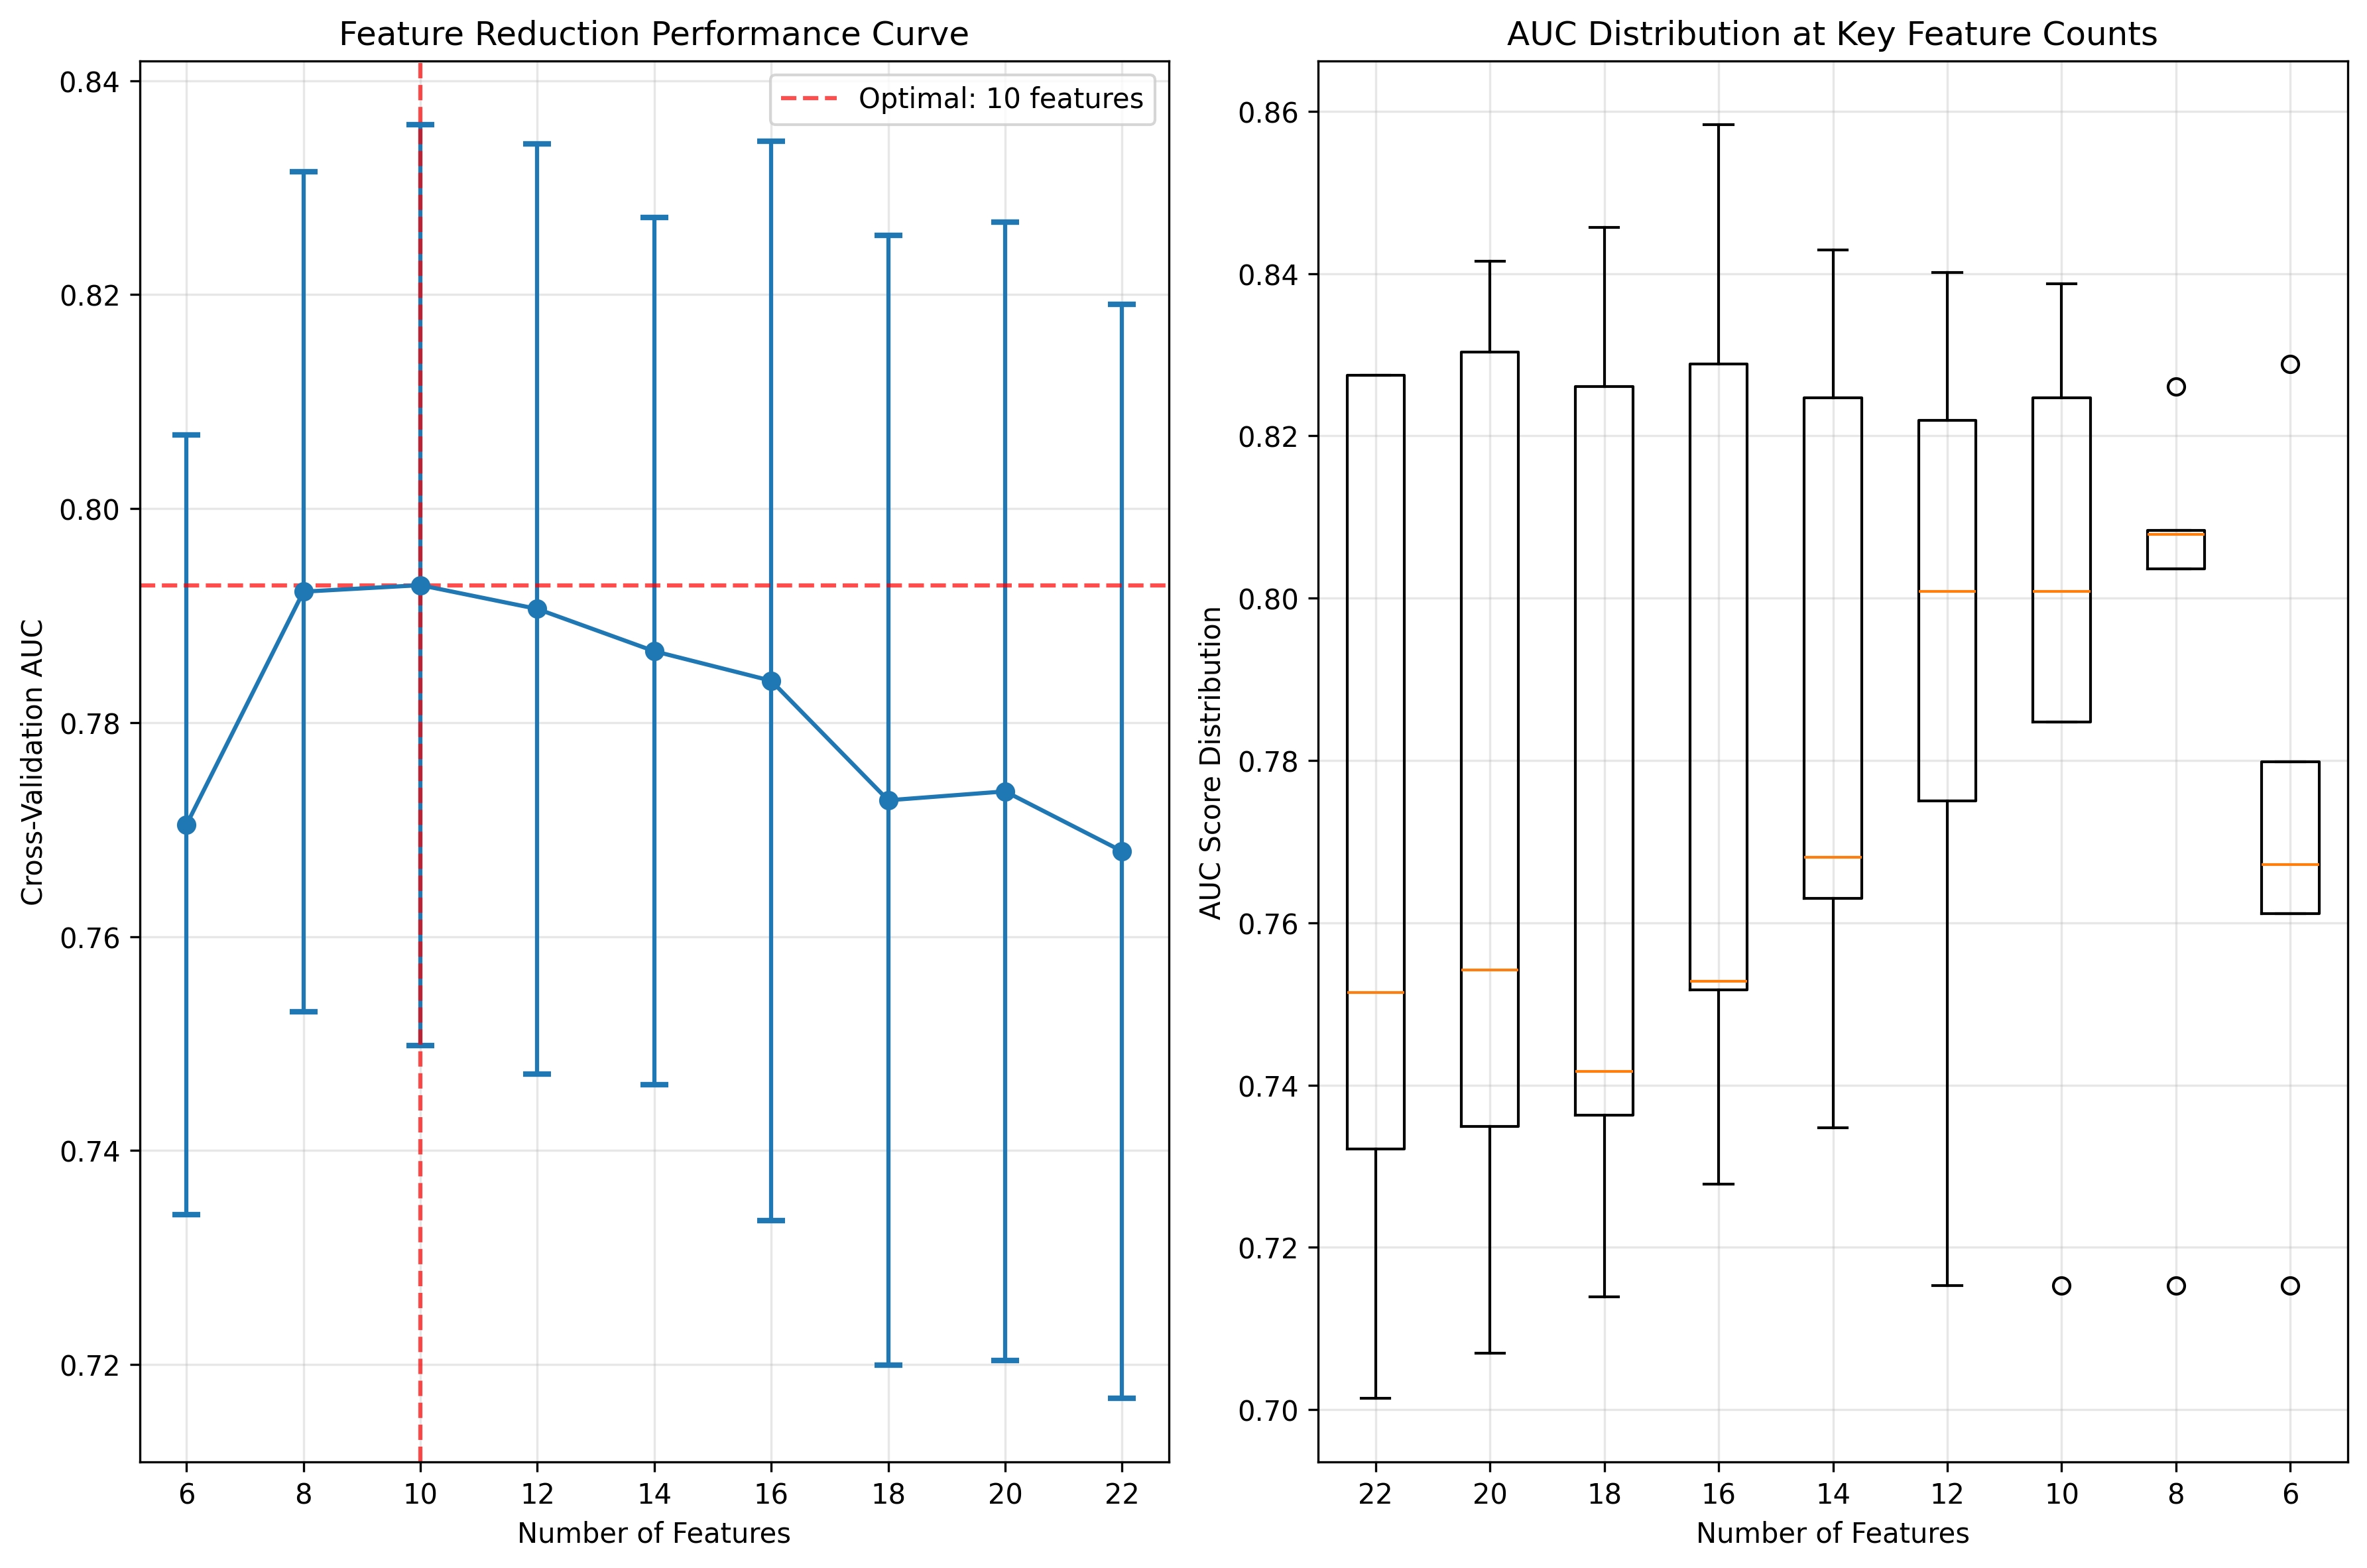 Feature Reduction Performance Curve
Optimal: 10 features
Cross-Validation AUC
0.84
0.82
0.80
0.78
0.76
0.74
0.72
6 8 10 12 14 16 18 20 22
Number of Features
AUC Distribution at Key Feature Counts
AUC Score Distribution
0.86
0.84
0.82
0.80
0.78
0.76
0.74
0.72
0.70
22 20 18 16 14 12 10 8 6
Number of Features